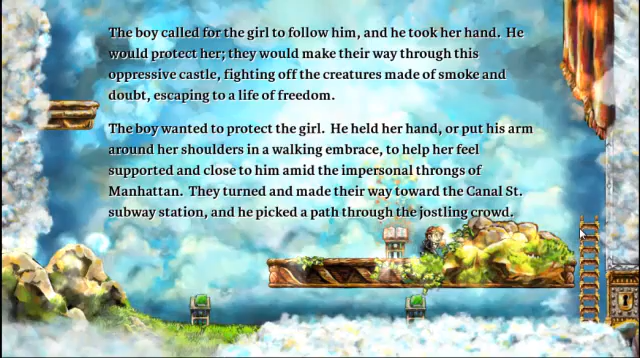 The boy called for the girl to follow him, and he took her hand.  He
would protect her; they would make their way through this
oppressive castle, fighting off the creatures made of smoke and
doubt, escaping to a life of freedom.
The boy wanted to protect the girl.  He held her hand, or put his arm
around her shoulders in a walking embrace, to help her feel
supported and close to him amid the impersonal throngs of
Manhattan.  They turned and made their way toward the Canal St.
subway station, and he picked a path through the jostling crowd.